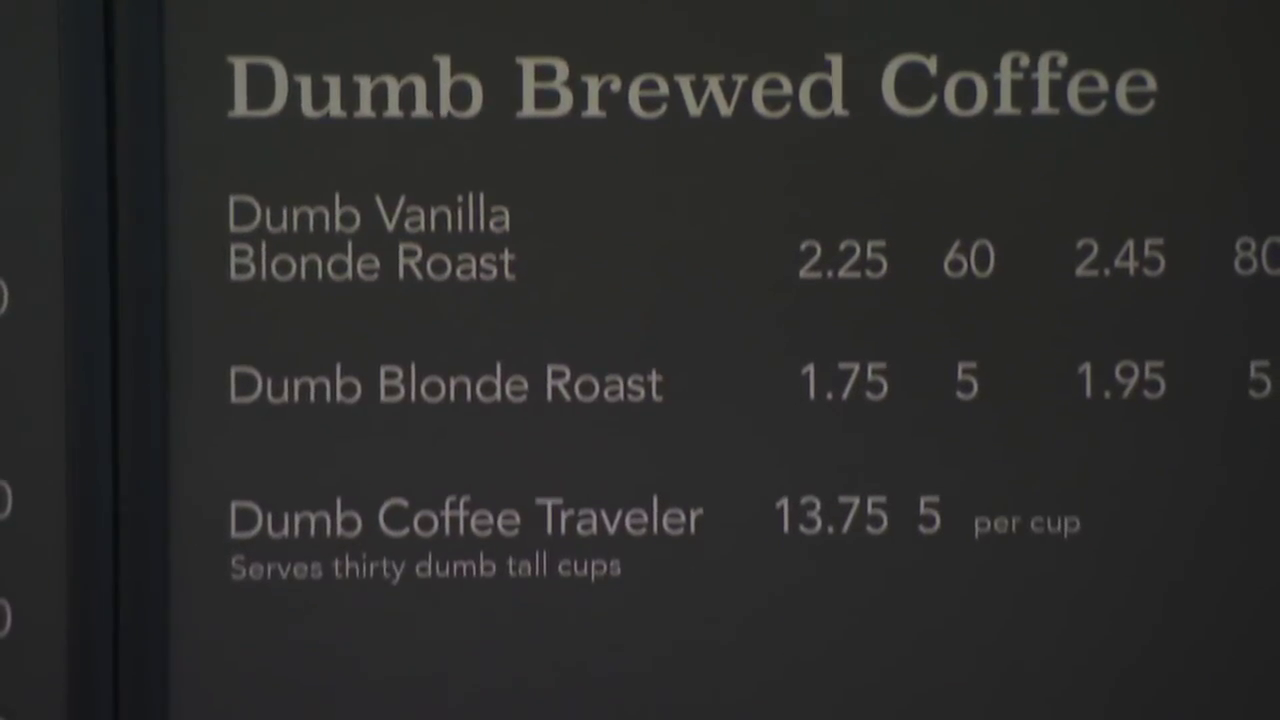 Dumb Brewed Coffee
Dumb Vanilla
Blonde Roast 2.25 60 2.45 80
Dumb Blonde Roast 1.75 5 1.95 5
Dumb Coffee Traveler 13.75 5 per cup
Serves thirty dumb tall cups